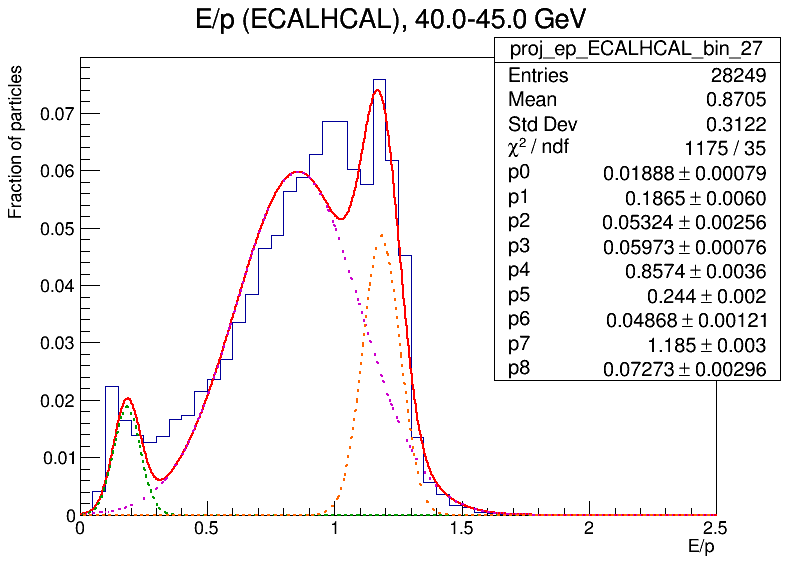 E/p (ECALHCAL), 40.0-45.0 GeV
proj_ep_ECALHCAL_bin_27
Entries 28249
Mean 0.8705
Std Dev 0.3122
χ² / ndf 1175 / 35
p0 0.01888 ± 0.00079
p1 0.1865 ± 0.0060
p2 0.05324 ± 0.00256
p3 0.05973 ± 0.00076
p4 0.8574 ± 0.0036
p5 0.244 ± 0.002
p6 0.04868 ± 0.00121
p7 1.185 ± 0.003
p8 0.07273 ± 0.00296
Fraction of particles
0.07
0.06
0.05
0.04
0.03
0.02
0.01
0
0 0.5 1 1.5 2 2.5
E/p